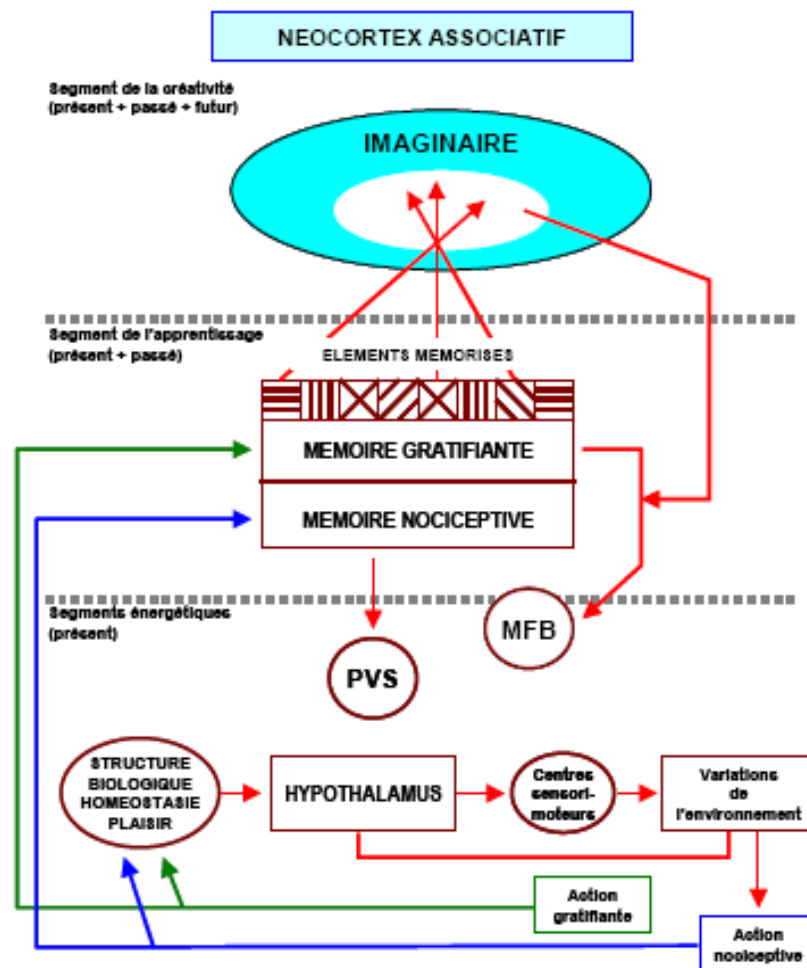 NEOCORTEX ASSOCIATIF
Segment de la créativité
(présent + passé + futur)
IMAGINAIRE
Segment de l'apprentissage
(présent + passé)
ELEMENTS MEMORISES
MEMOIRE GRATIFIANTE
MEMOIRE NOCICEPTIVE
Segments énergétiques
(présent)
MFB
PVS
STRUCTURE
BIOLOGIQUE
HOMEOSTASIE
PLAISIR
HYPOTHALAMUS
Centres
sensori-
moteurs
Variations
de
l'environnement
Action
gratifiante
Action
nociceptive